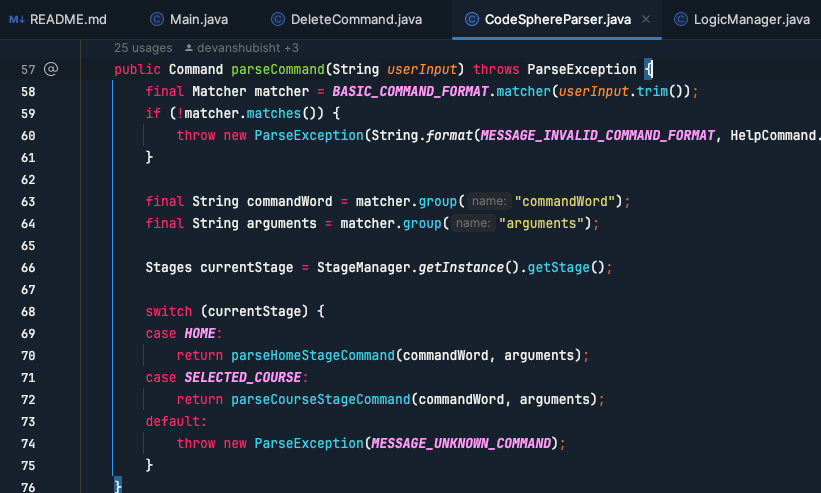 M↓ README.md © Main.java © DeleteCommand.java © CodeSphereParser.java × © LogicManager.java
25 usages devanshubisht +3
57 @ public Command parseCommand(String userInput) throws ParseException {
58 final Matcher matcher = BASIC_COMMAND_FORMAT.matcher(userInput.trim());
59 if (!matcher.matches()) {
60 throw new ParseException(String.format(MESSAGE_INVALID_COMMAND_FORMAT, HelpCommand.
61 }
62
63 final String commandWord = matcher.group( name: "commandWord");
64 final String arguments = matcher.group( name: "arguments");
65
66 Stages currentStage = StageManager.getInstance().getStage();
67
68 switch (currentStage) {
69 case HOME:
70 return parseHomeStageCommand(commandWord, arguments);
71 case SELECTED_COURSE:
72 return parseCourseStageCommand(commandWord, arguments);
73 default:
74 throw new ParseException(MESSAGE_UNKNOWN_COMMAND);
75 }
76 }